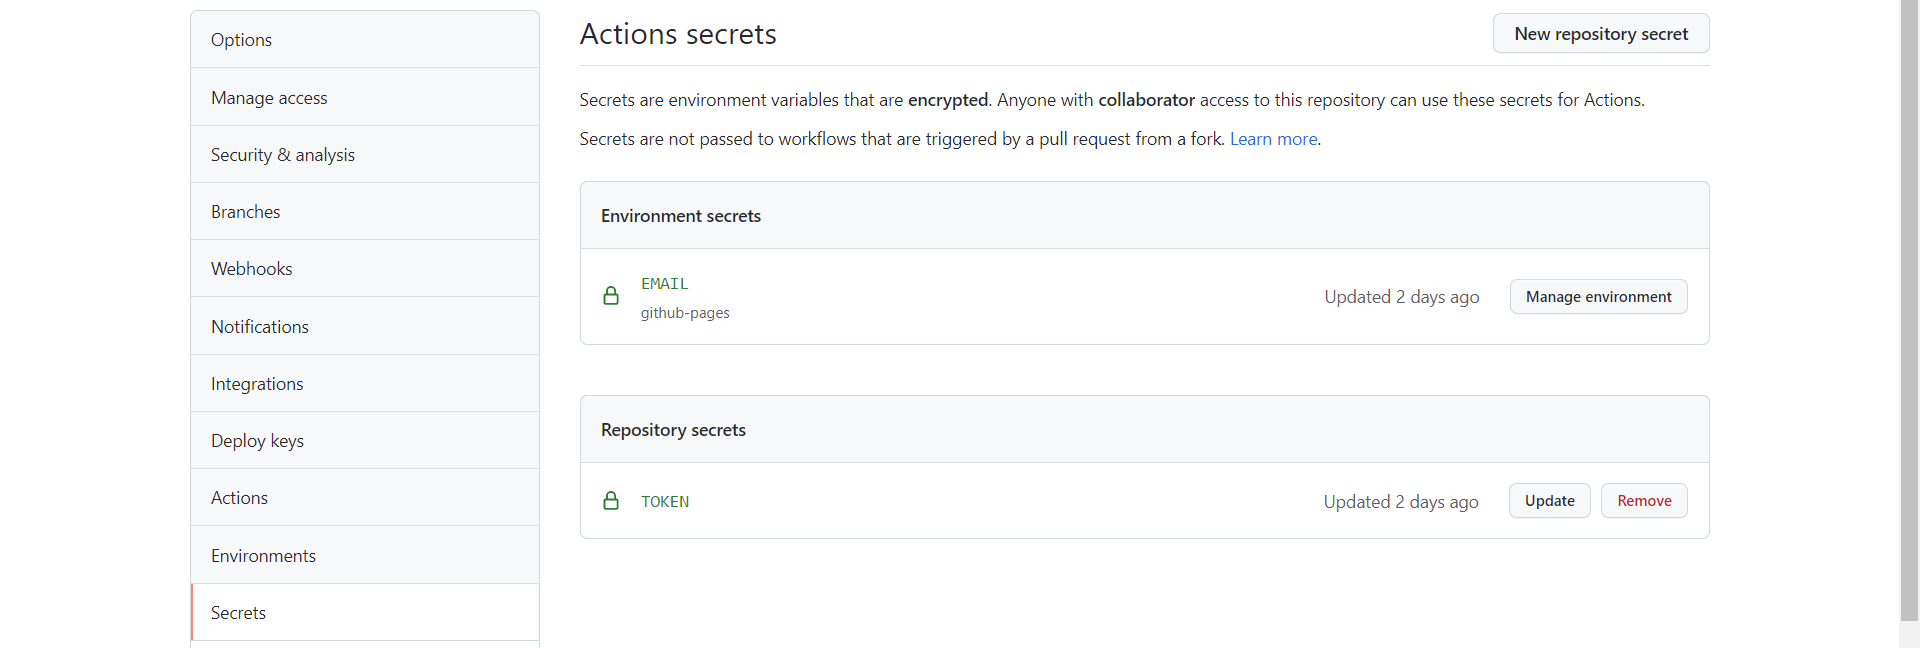 Options
Manage access
Security & analysis
Branches
Webhooks
Notifications
Integrations
Deploy keys
Actions
Environments
Secrets
Actions secrets
New repository secret
Secrets are environment variables that are encrypted. Anyone with collaborator access to this repository can use these secrets for Actions.
Secrets are not passed to workflows that are triggered by a pull request from a fork. Learn more.
Environment secrets
EMAIL
github-pages
Updated 2 days ago
Manage environment
Repository secrets
TOKEN
Updated 2 days ago
Update
Remove